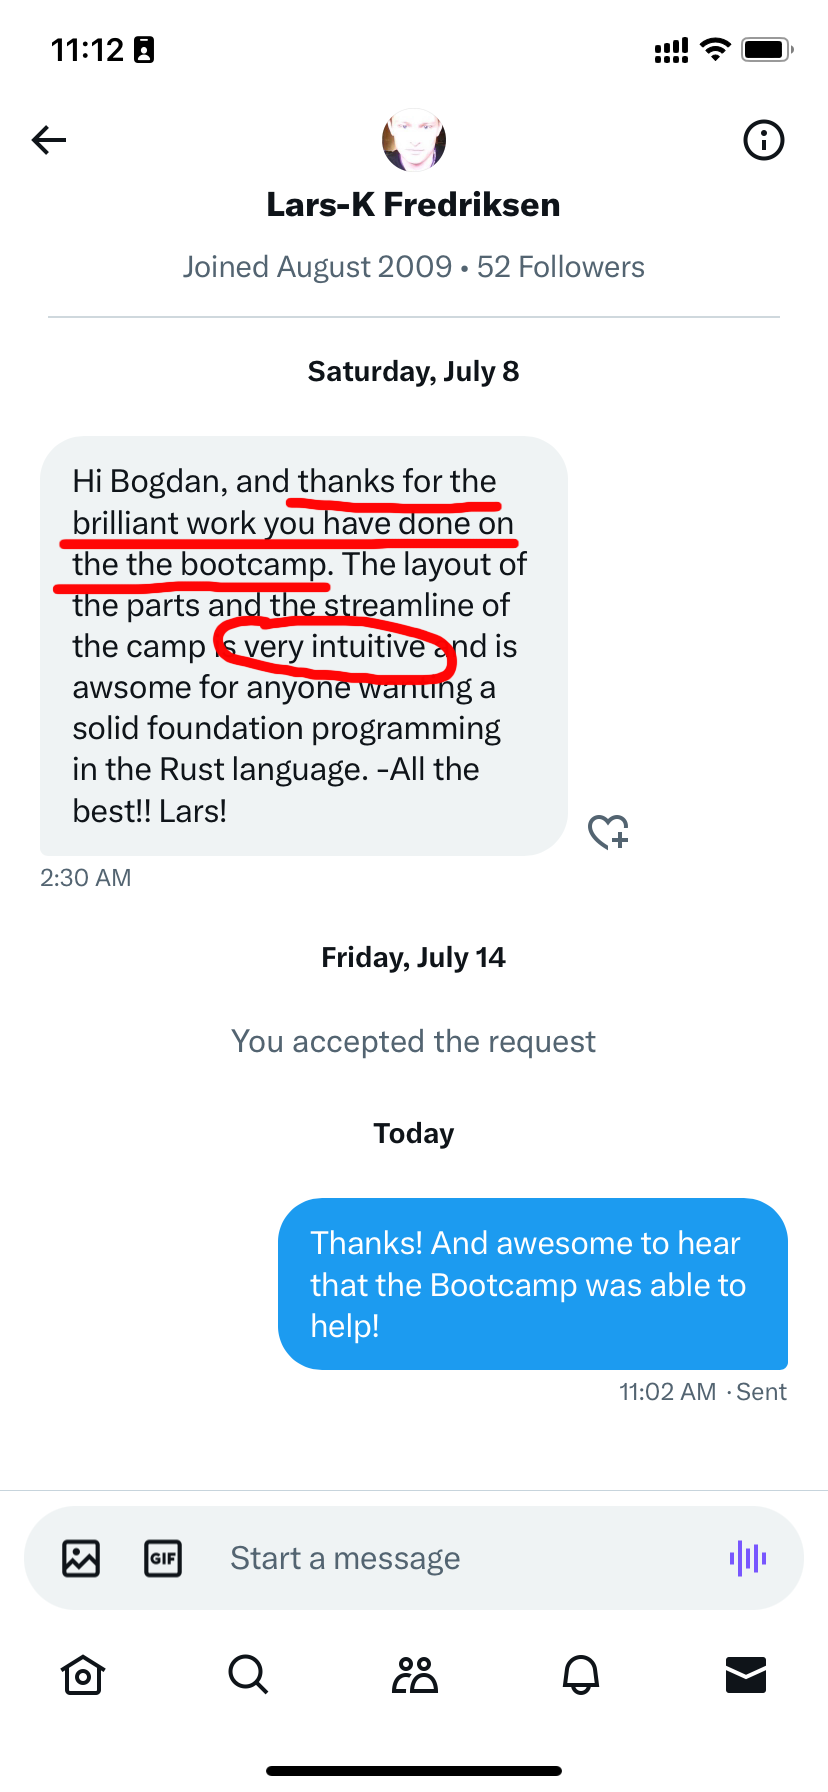 11:12
Lars-K Fredriksen
Joined August 2009 • 52 Followers
Saturday, July 8
Hi Bogdan, and thanks for the
brilliant work you have done on
the the bootcamp. The layout of
the parts and the streamline of
the camp is very intuitive and is
awsome for anyone wanting a
solid foundation programming
in the Rust language. -All the
best!! Lars!
2:30 AM
Friday, July 14
You accepted the request
Today
Thanks! And awesome to hear
that the Bootcamp was able to
help!
11:02 AM · Sent
GIF
Start a message